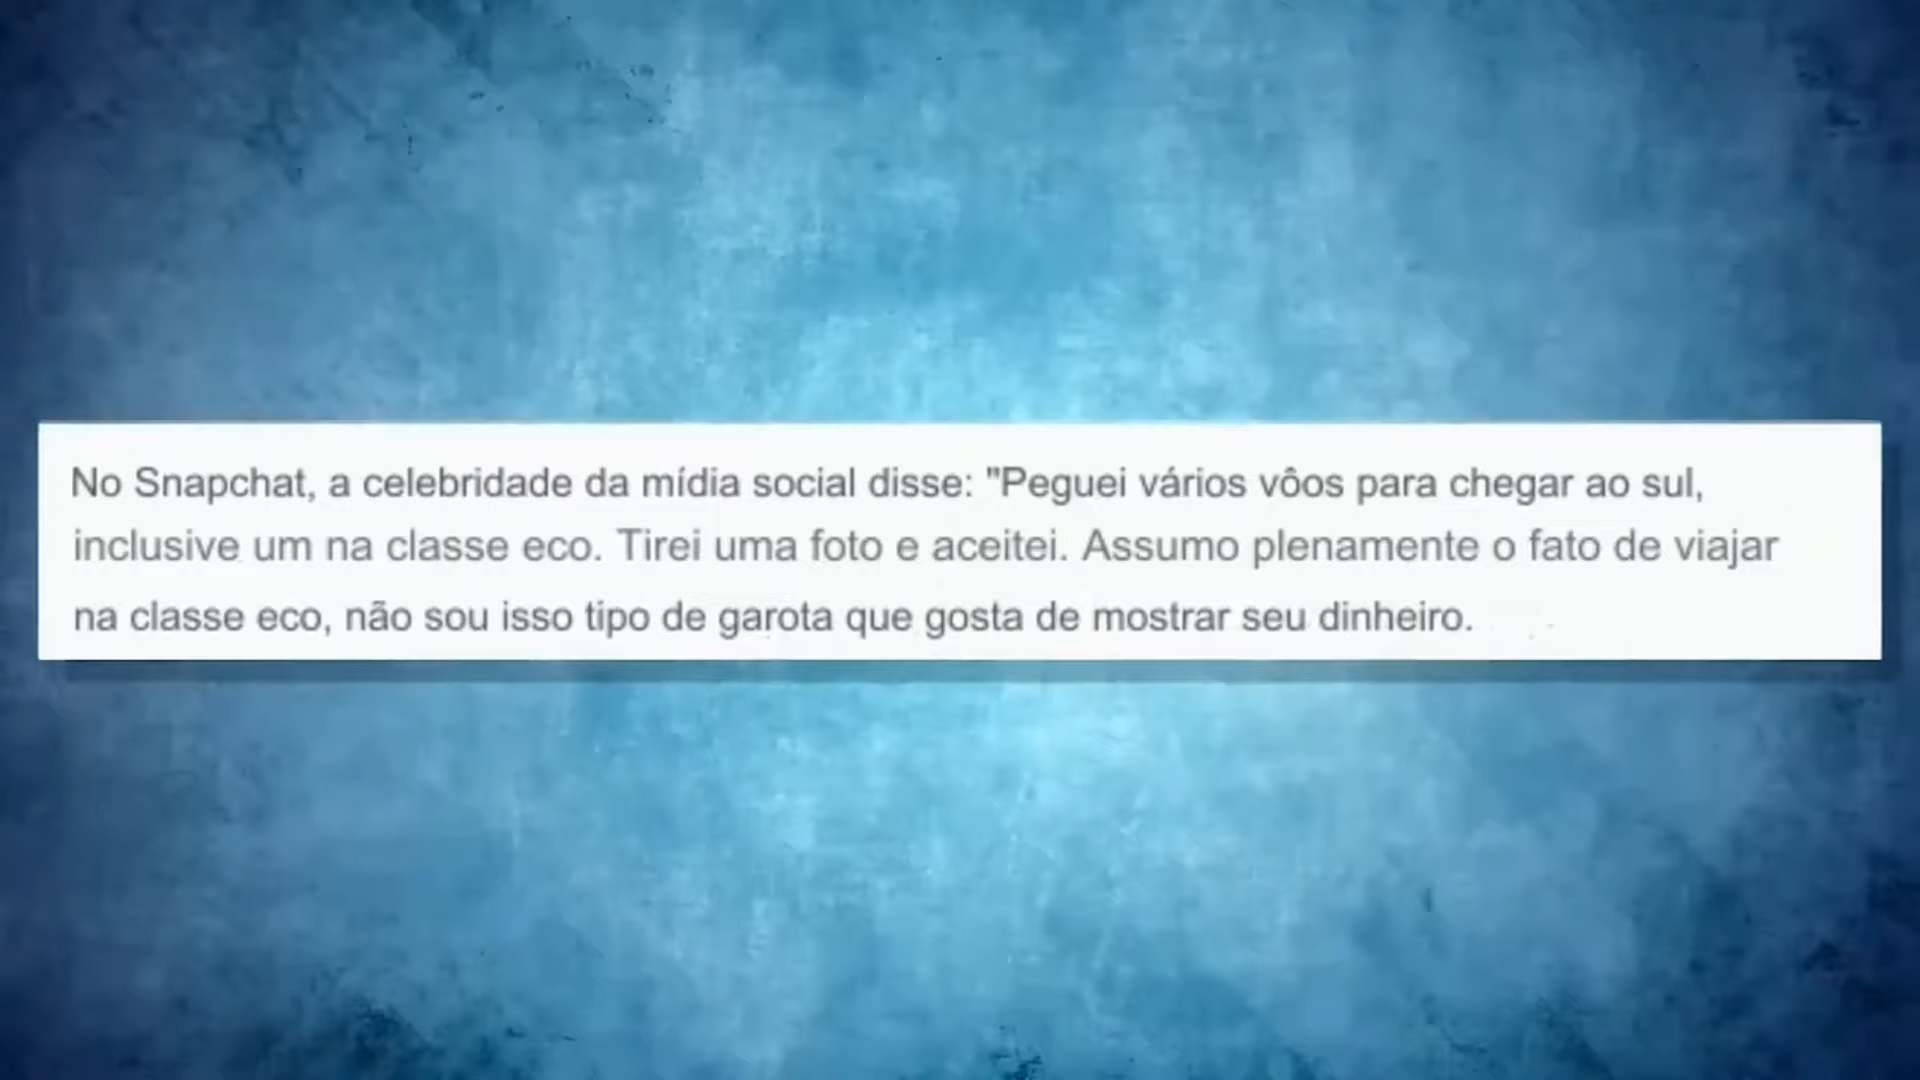 No Snapchat, a celebridade da mídia social disse: "Peguei vários vôos para chegar ao sul,
inclusive um na classe eco. Tirei uma foto e aceitei. Assumo plenamente o fato de viajar
na classe eco, não sou isso tipo de garota que gosta de mostrar seu dinheiro.